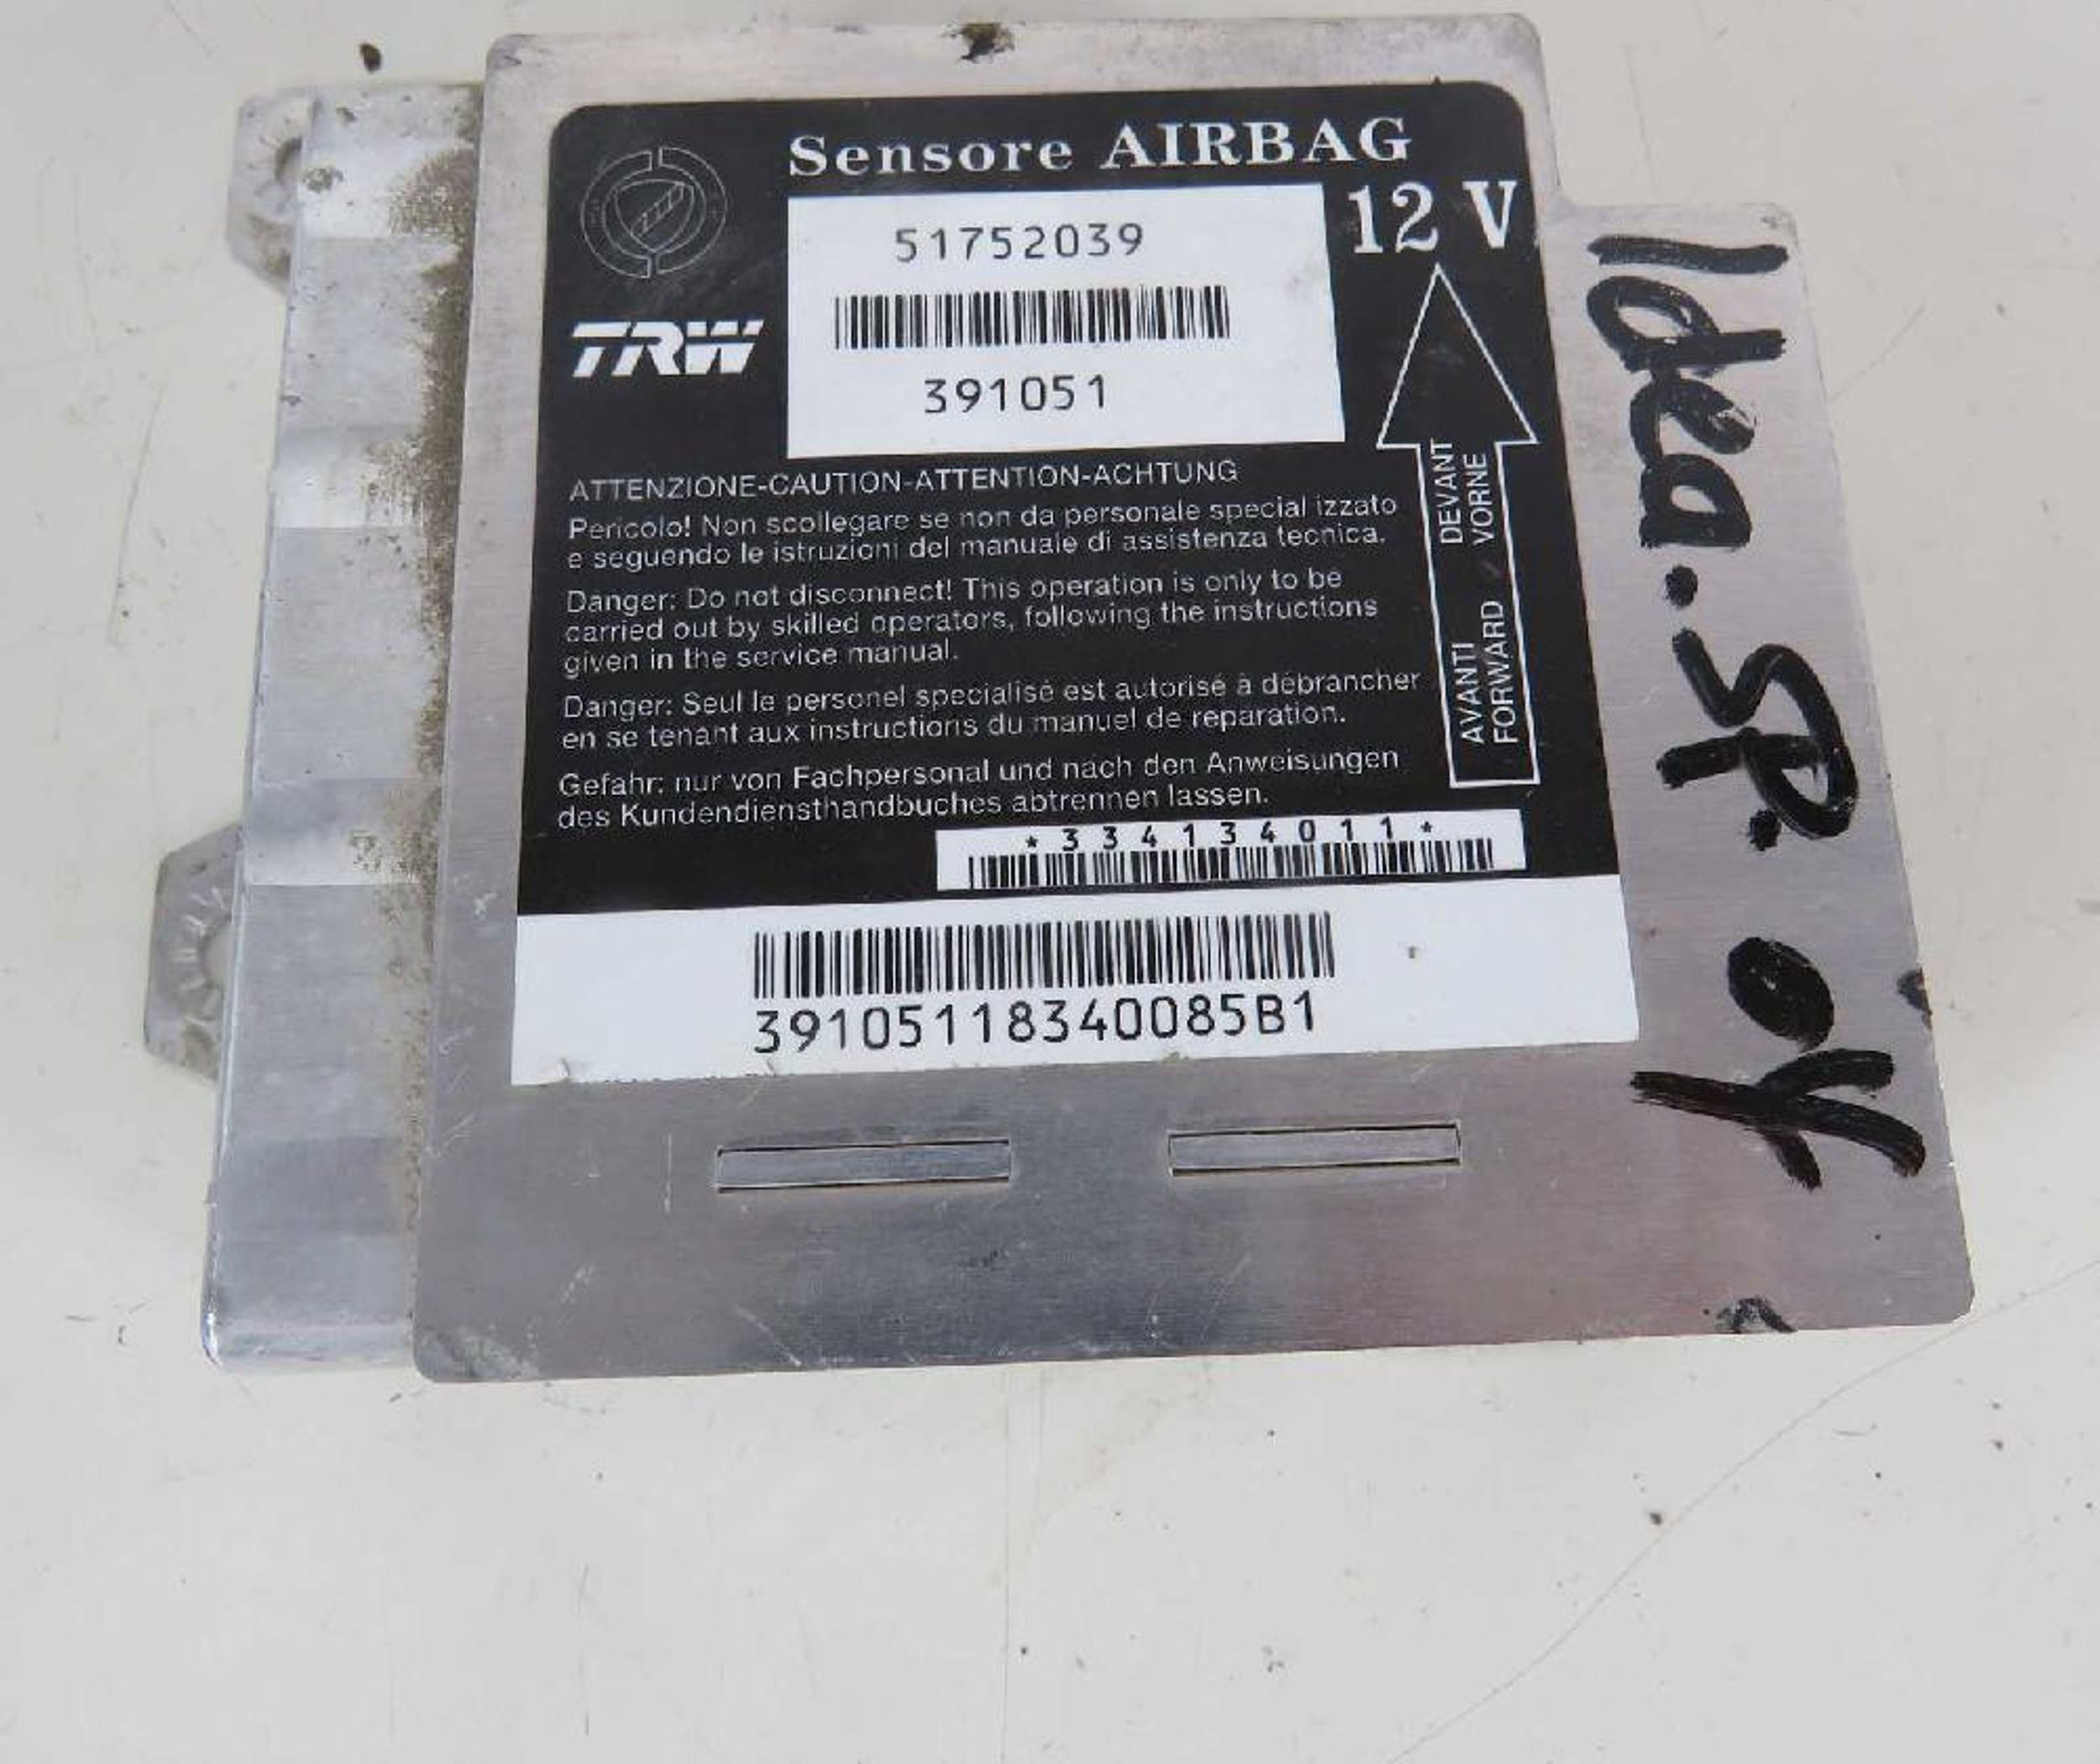 Sensore AIRBAG
12 V
51752039
391051
TRW
ATTENZIONE-CAUTION-ATTENTION-ACHTUNG
Pericolo! Non scollegare se non da personale special izzato
e seguendo le istruzioni del manuale di assistenza tecnica.
Danger: Do not disconnect! This operation is only to be
carried out by skilled operators, following the instructions
given in the service manual.
Danger: Seul le personel specialisé est autorisé à débrancher
en se tenant aux instructions du manuel de reparation.
Gefahr: nur von Fachpersonal und nach den Anweisungen
des Kundendiensthandbuches abtrennen lassen.
DEVANT
VORNE
AVANTI
FORWARD
*334134011*
39105118340085B1
Idea.SP.
OK